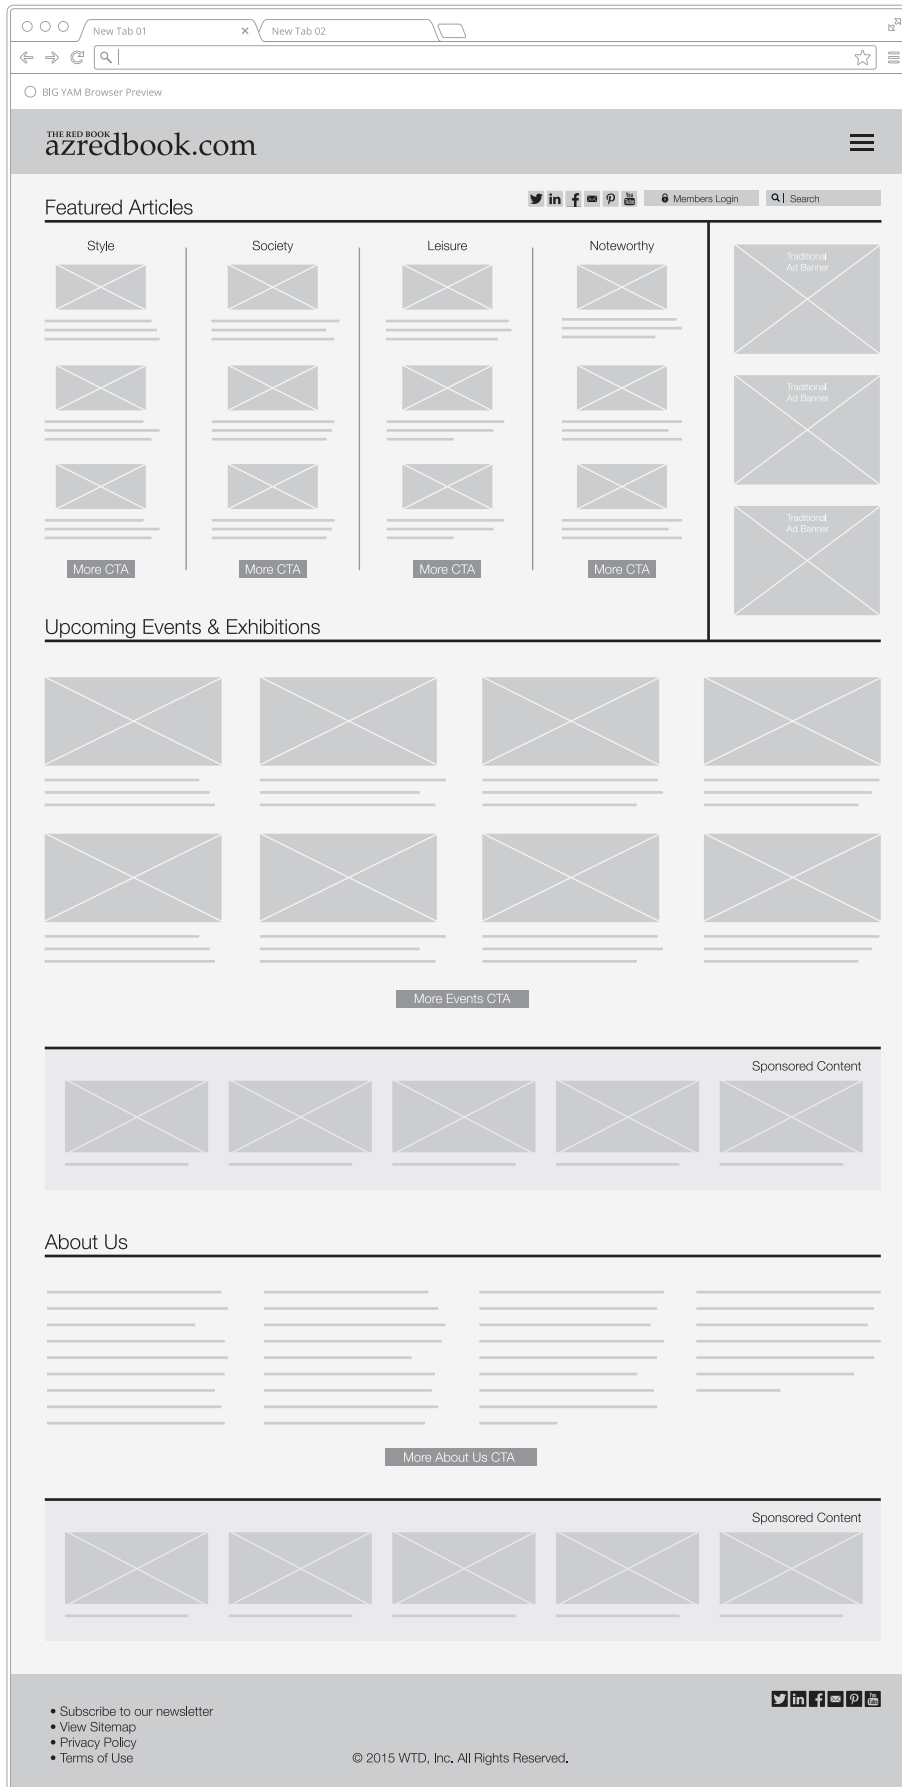 New Tab 01
New Tab 02
BIG YAM Browser Preview
THE RED BOOK
azredbook.com
Featured Articles
Members Login
Search
Style
Society
Leisure
Noteworthy
Traditional
Ad Banner
Traditional
Ad Banner
Traditional
Ad Banner
More CTA
More CTA
More CTA
More CTA
Upcoming Events & Exhibitions
More Events CTA
Sponsored Content
About Us
More About Us CTA
Sponsored Content
• Subscribe to our newsletter
• View Sitemap
• Privacy Policy
• Terms of Use
© 2015 WTD, Inc. All Rights Reserved.
You
Tube